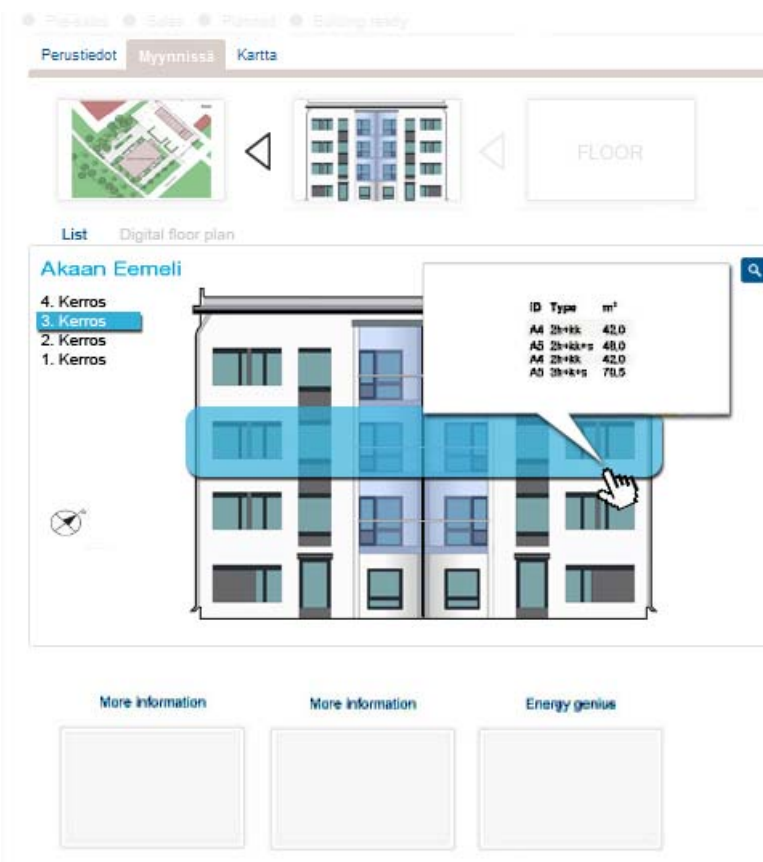 Pre-sales Sales Planned Building ready
Perustiedot Myynnissä Kartta
FLOOR
List Digital floor plan
Akaan Eemeli
4. Kerros
3. Kerros
2. Kerros
1. Kerros
ID Type m²
A4 2h+kk 42,0
A5 2h+kk+s 48,0
A4 2h+kk 42,0
A5 3h+k+s 78,5
More information More information Energy genius